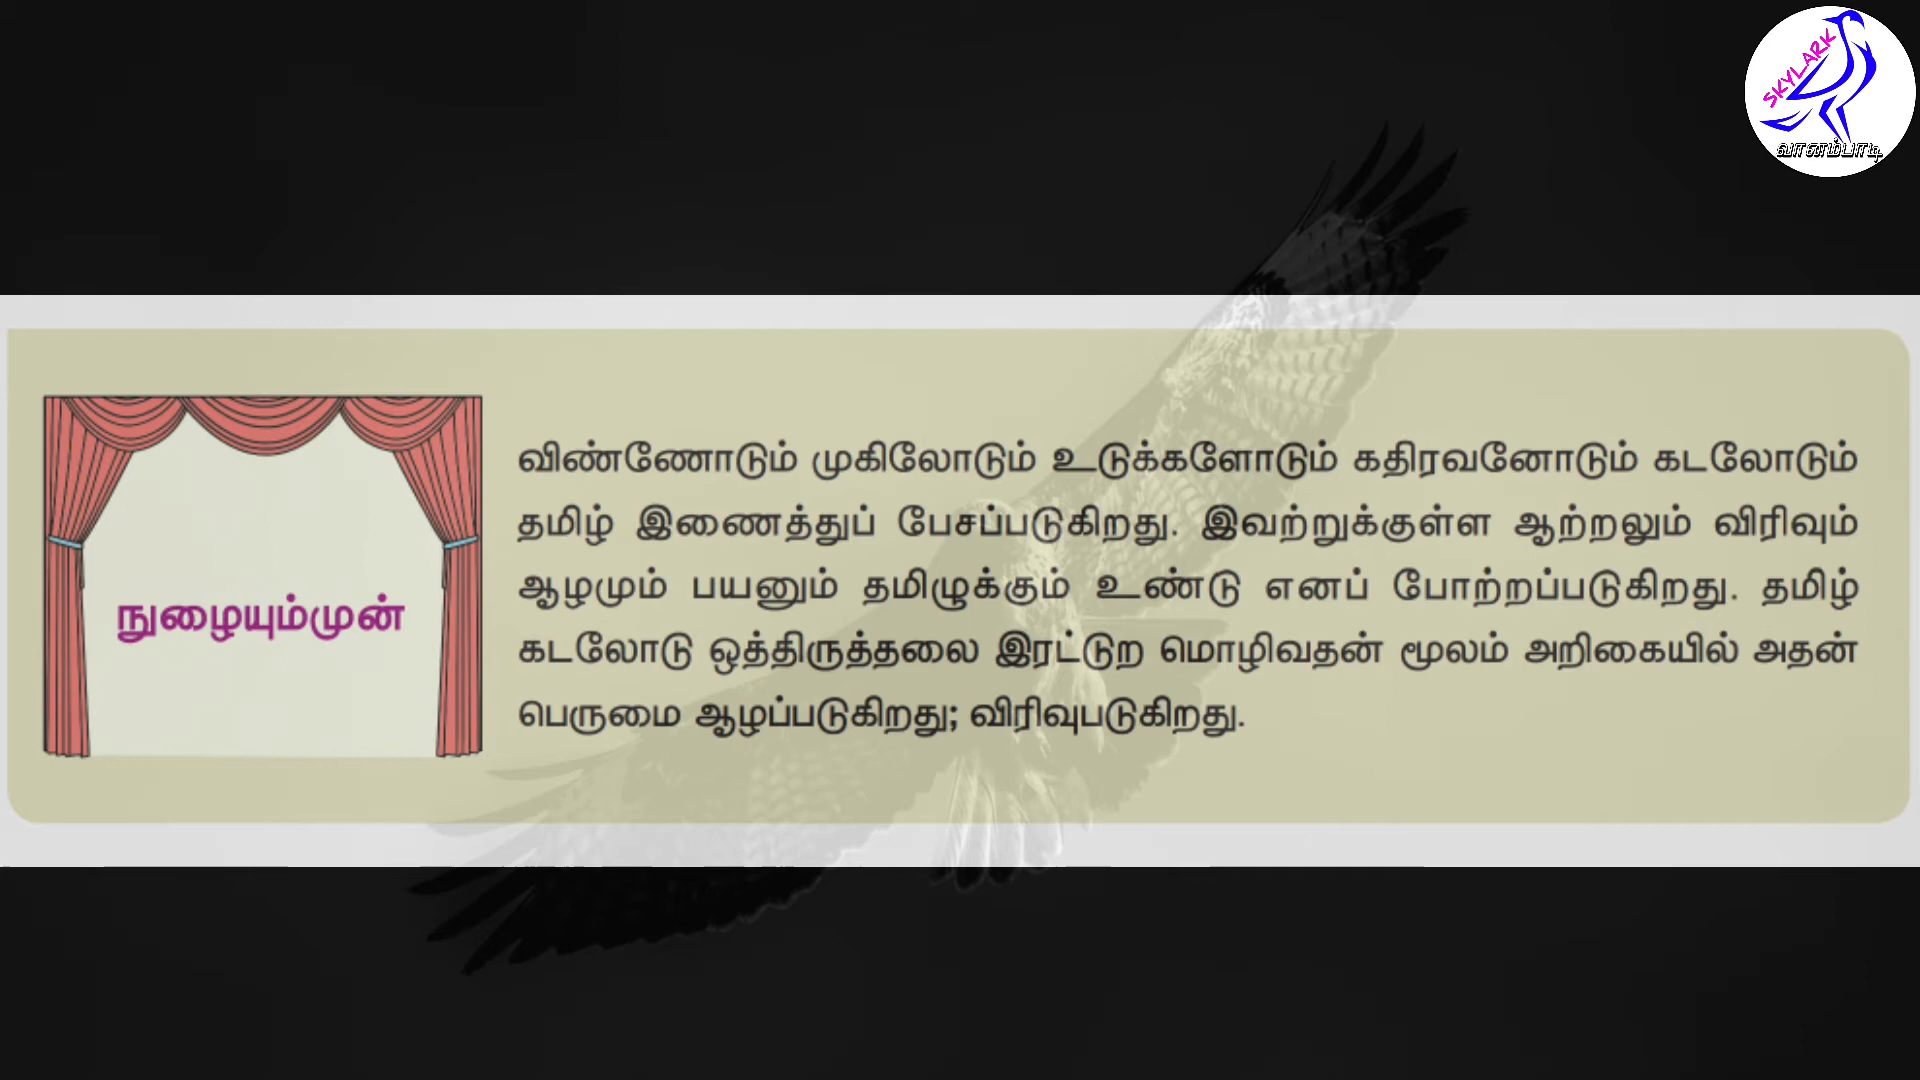 SKYLARK
வானம்பாடி
நுழையும்முன்
விண்ணோடும் முகிலோடும் உடுக்களோடும் கதிரவனோடும் கடலோடும்
தமிழ் இணைத்துப் பேசப்படுகிறது. இவற்றுக்குள்ள ஆற்றலும் விரிவும்
ஆழமும் பயனும் தமிழுக்கும் உண்டு எனப் போற்றப்படுகிறது. தமிழ்
கடலோடு ஒத்திருத்தலை இரட்டுற மொழிவதன் மூலம் அறிகையில் அதன்
பெருமை ஆழப்படுகிறது; விரிவுபடுகிறது.